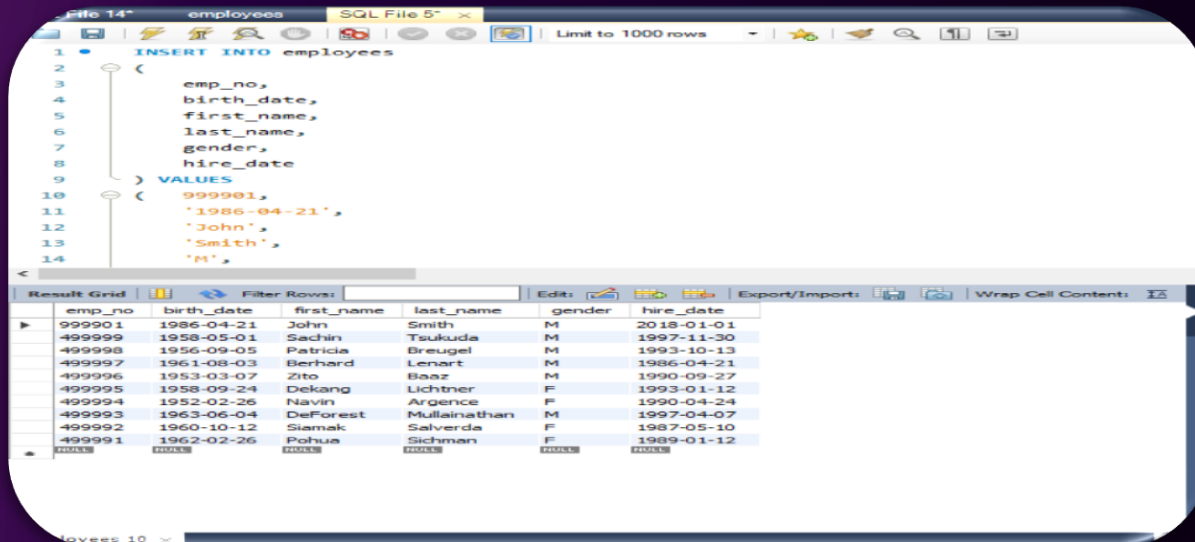 File 14* employees SQL File 5* ×
Limit to 1000 rows
1 INSERT INTO employees
2 (
3 emp_no,
4 birth_date,
5 first_name,
6 last_name,
7 gender,
8 hire_date
9 ) VALUES
10 ( 999901,
11 '1986-04-21',
12 'John',
13 'Smith',
14 'M',
Result Grid Filter Rows: Edit: Export/Import: Wrap Cell Content:
emp_no birth_date first_name last_name gender hire_date
999901 1986-04-21 John Smith M 2018-01-01
499999 1958-05-01 Sachin Tsukuda M 1997-11-30
499998 1956-09-05 Patricia Breugel M 1993-10-13
499997 1961-08-03 Berhard Lenart M 1986-04-21
499996 1953-03-07 Zito Baaz M 1990-09-27
499995 1958-09-24 Dekang Lichtner F 1993-01-12
499994 1952-02-26 Navin Argence F 1990-04-24
499993 1963-06-04 DeForest Mullainathan M 1997-04-07
499992 1960-10-12 Siamak Salverda F 1987-05-10
499991 1962-02-26 Pohua Sichman F 1989-01-12
NULL NULL NULL NULL NULL NULL
loyees 10 ×